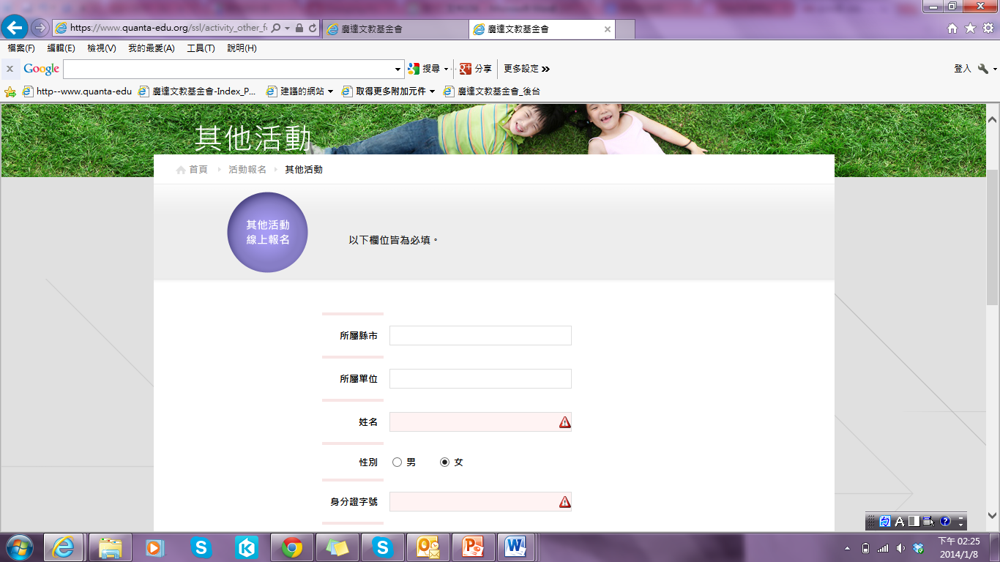 https://www.quanta-edu.org/ssl/activity_other_f
廣達文教基金會
廣達文教基金會
檔案(F) 編輯(E) 檢視(V) 我的最愛(A) 工具(T) 說明(H)
x Google 搜尋 分享 更多設定 » 登入
http--www.quanta-edu 廣達文教基金會-Index_P... 建議的網站 取得更多附加元件 廣達文教基金會_後台
其他活動
首頁 活動報名 其他活動
其他活動
線上報名
以下欄位皆為必填。
所屬縣市
所屬單位
姓名
性別 男 女
身分證字號
下午 02:25
2014/1/8